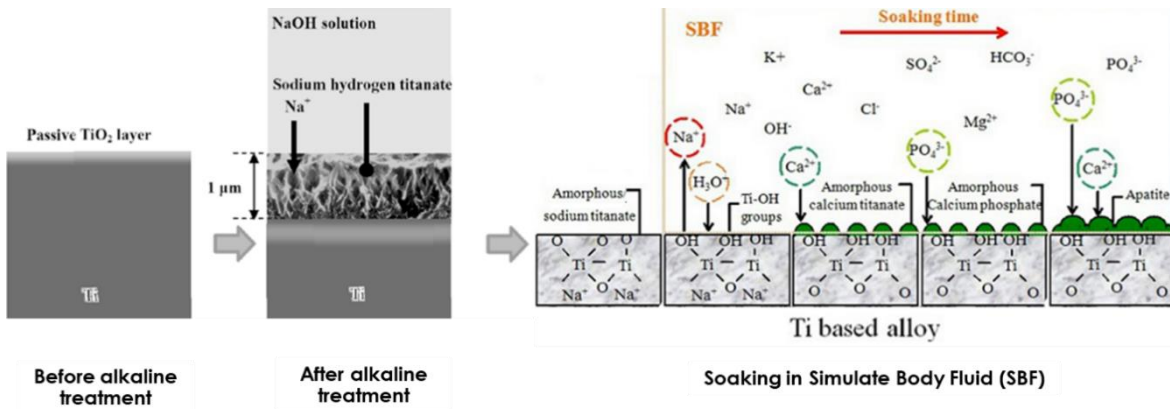 Passive TiO₂ layer
Ti
Before alkaline
treatment
NaOH solution
Sodium hydrogen titanate
Na⁺
1 µm
Ti
After alkaline
treatment
SBF
Soaking time
K+
SO₄²⁻
HCO₃⁻
PO₄³⁻
Ca²⁺
PO₄³⁻
Na⁺
Cl⁻
Na⁺
OH⁻
Mg²⁺
PO₄³⁻
H₃O⁺
Ca²⁺
Ca²⁺
Amorphous
sodium titanate
Ti-OH
groups
Amorphous
calcium titanate
Amorphous
Calcium phosphate
Apatite
O O O
Ti Ti
O
Na⁺ Na⁺
OH OH OH
Ti Ti
O
Na⁺ Na⁺
OH OH OH
Ti Ti
O O O
OH OH OH
Ti Ti
O O O
OH OH OH
Ti Ti
O O O
Ti based alloy
Soaking in Simulate Body Fluid (SBF)